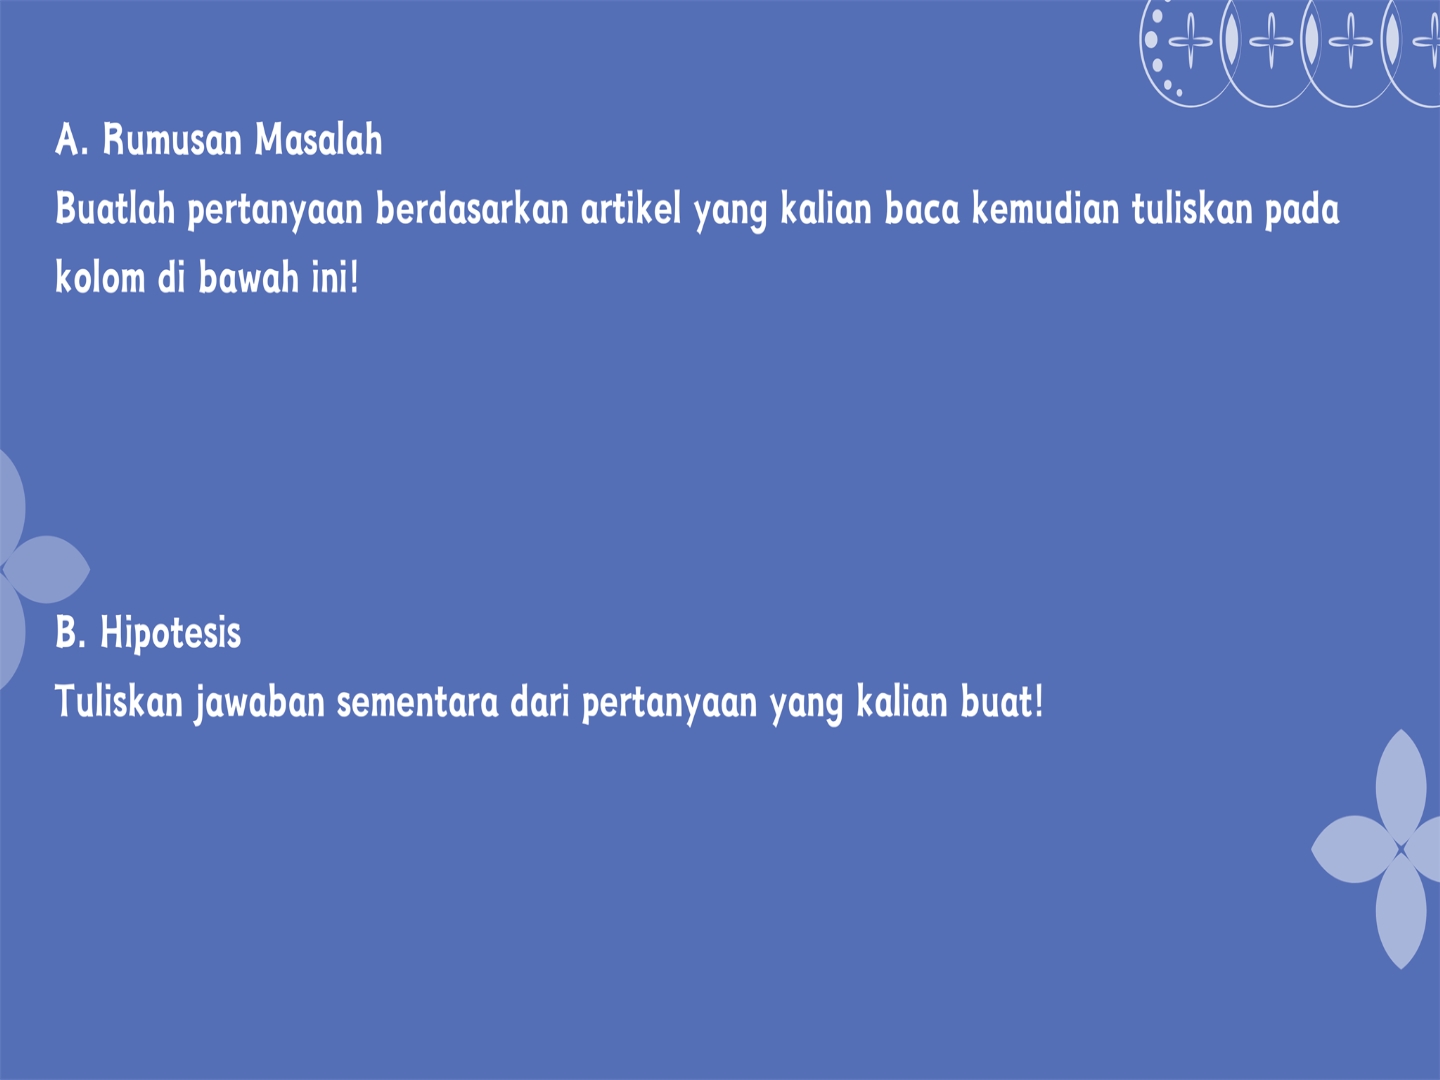 A. Rumusan Masalah
Buatlah pertanyaan berdasarkan artikel yang kalian baca kemudian tuliskan pada
kolom di bawah ini!
B. Hipotesis
Tuliskan jawaban sementara dari pertanyaan yang kalian buat!